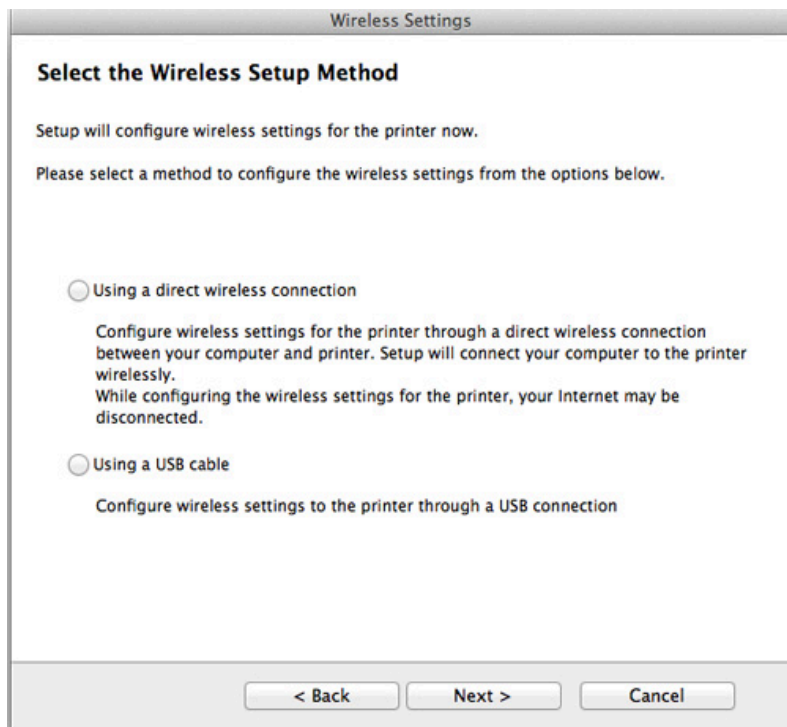 Wireless Settings
Select the Wireless Setup Method
Setup will configure wireless settings for the printer now.
Please select a method to configure the wireless settings from the options below.
Using a direct wireless connection
Configure wireless settings for the printer through a direct wireless connection
between your computer and printer. Setup will connect your computer to the printer
wirelessly.
While configuring the wireless settings for the printer, your Internet may be
disconnected.
Using a USB cable
Configure wireless settings to the printer through a USB connection
< Back
Next >
Cancel